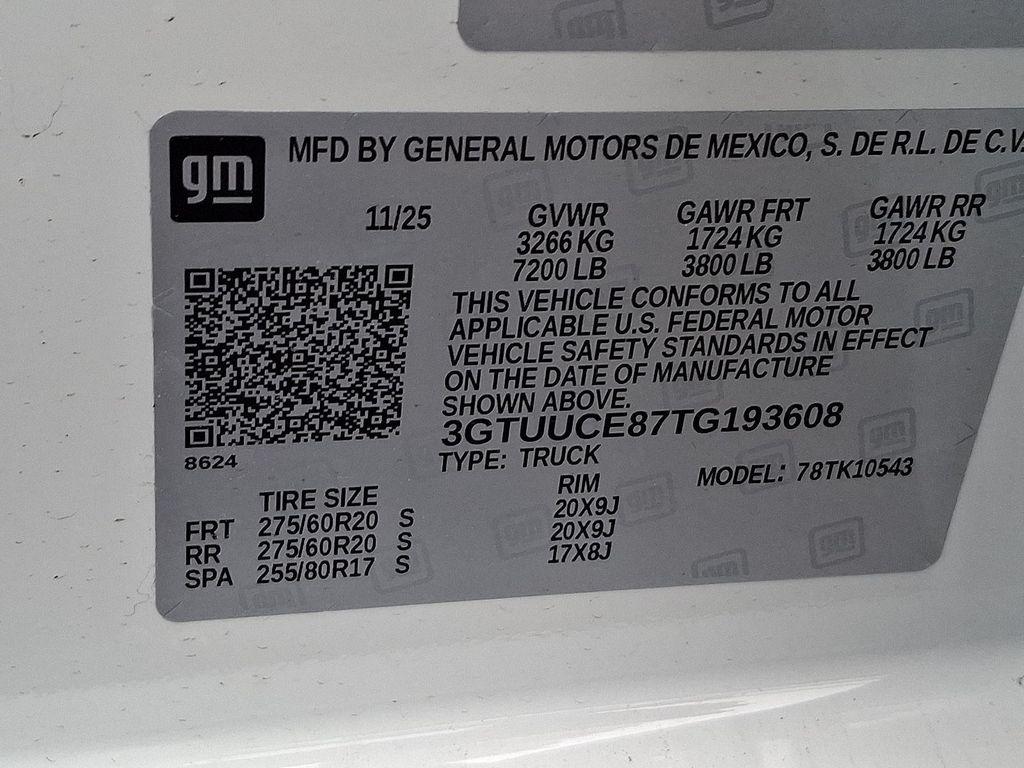 gm
MFD BY GENERAL MOTORS DE MEXICO, S. DE R.L. DE C.V.
11/25 GVWR GAWR FRT GAWR RR
3266 KG 1724 KG 1724 KG
7200 LB 3800 LB 3800 LB
THIS VEHICLE CONFORMS TO ALL
APPLICABLE U.S. FEDERAL MOTOR
VEHICLE SAFETY STANDARDS IN EFFECT
ON THE DATE OF MANUFACTURE
SHOWN ABOVE.
3GTUUCE87TG193608
8624
TYPE: TRUCK MODEL: 78TK10543
TIRE SIZE RIM
FRT 275/60R20 S 20X9J
RR 275/60R20 S 20X9J
SPA 255/80R17 S 17X8J